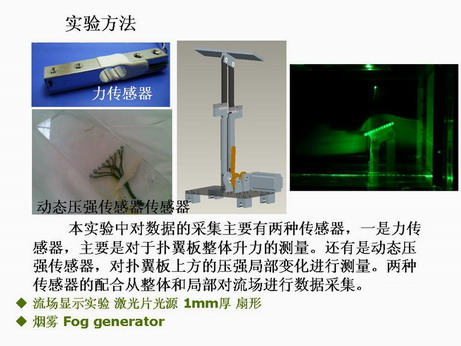 实验方法
力传感器
动态压强传感器传感器
本实验中对数据的采集主要有两种传感器，一是力传
感器，主要是对于扑翼板整体升力的测量。还有是动态压
强传感器，对扑翼板上方的压强局部变化进行测量。两种
传感器的配合从整体和局部对流场进行数据采集。
流场显示实验 激光片光源 1mm厚 扇形
烟雾 Fog generator